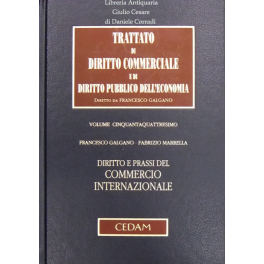 Libreria Antiquaria
Giulio Cesare
di Daniele Corradi
TRATTATO
DI
DIRITTO COMMERCIALE
E DI
DIRITTO PUBBLICO DELL'ECONOMIA
DIRETTO DA FRANCESCO GALGANO
VOLUME CINQUANTAQUATTRESIMO
FRANCESCO GALGANO - FABRIZIO MARRELLA
DIRITTO E PRASSI DEL
COMMERCIO
INTERNAZIONALE
CEDAM